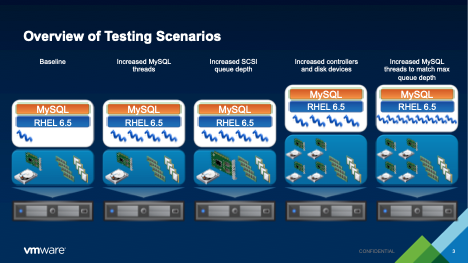 Overview of Testing Scenarios
Baseline
Increased MySQL
threads
Increased SCSI
queue depth
Increased controllers
and disk devices
Increased MySQL
threads to match max
queue depth
MySQL
RHEL 6.5
MySQL
RHEL 6.5
MySQL
RHEL 6.5
MySQL
RHEL 6.5
MySQL
RHEL 6.5
vmware
CONFIDENTIAL
3